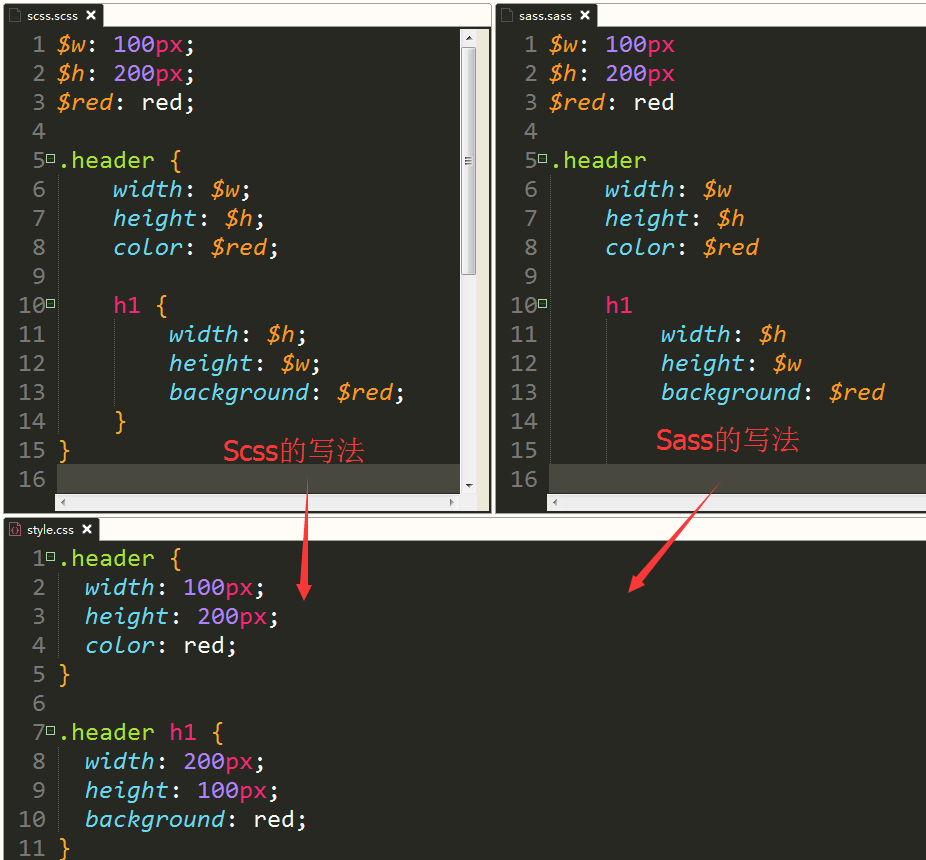 scss.scss
1 $w: 100px;
2 $h: 200px;
3 $red: red;
4
5 .header {
6     width: $w;
7     height: $h;
8     color: $red;
9
10     h1 {
11         width: $h;
12         height: $w;
13         background: $red;
14     }
15 }
Scss的写法
16
sass.sass
1 $w: 100px
2 $h: 200px
3 $red: red
4
5 .header
6     width: $w
7     height: $h
8     color: $red
9
10     h1
11         width: $h
12         height: $w
13         background: $red
14
Sass的写法
15
16
style.css
1 .header {
2   width: 100px;
3   height: 200px;
4   color: red;
5 }
6
7 .header h1 {
8   width: 200px;
9   height: 100px;
10   background: red;
11 }